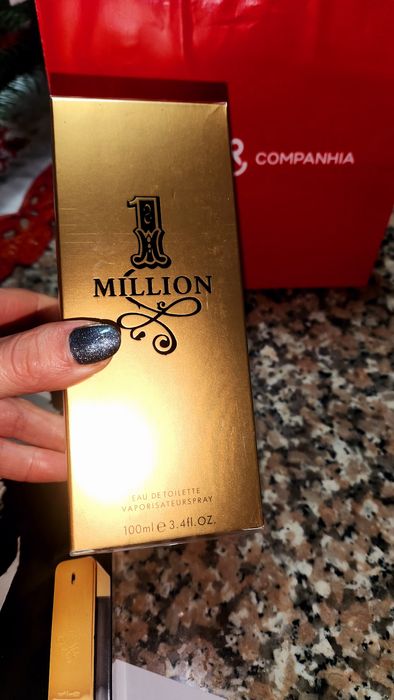 & COMPANHIA
1
MILLION
EAU DE TOILETTE
VAPORISATEUR SPRAY
100ml e 3.4fl.OZ.